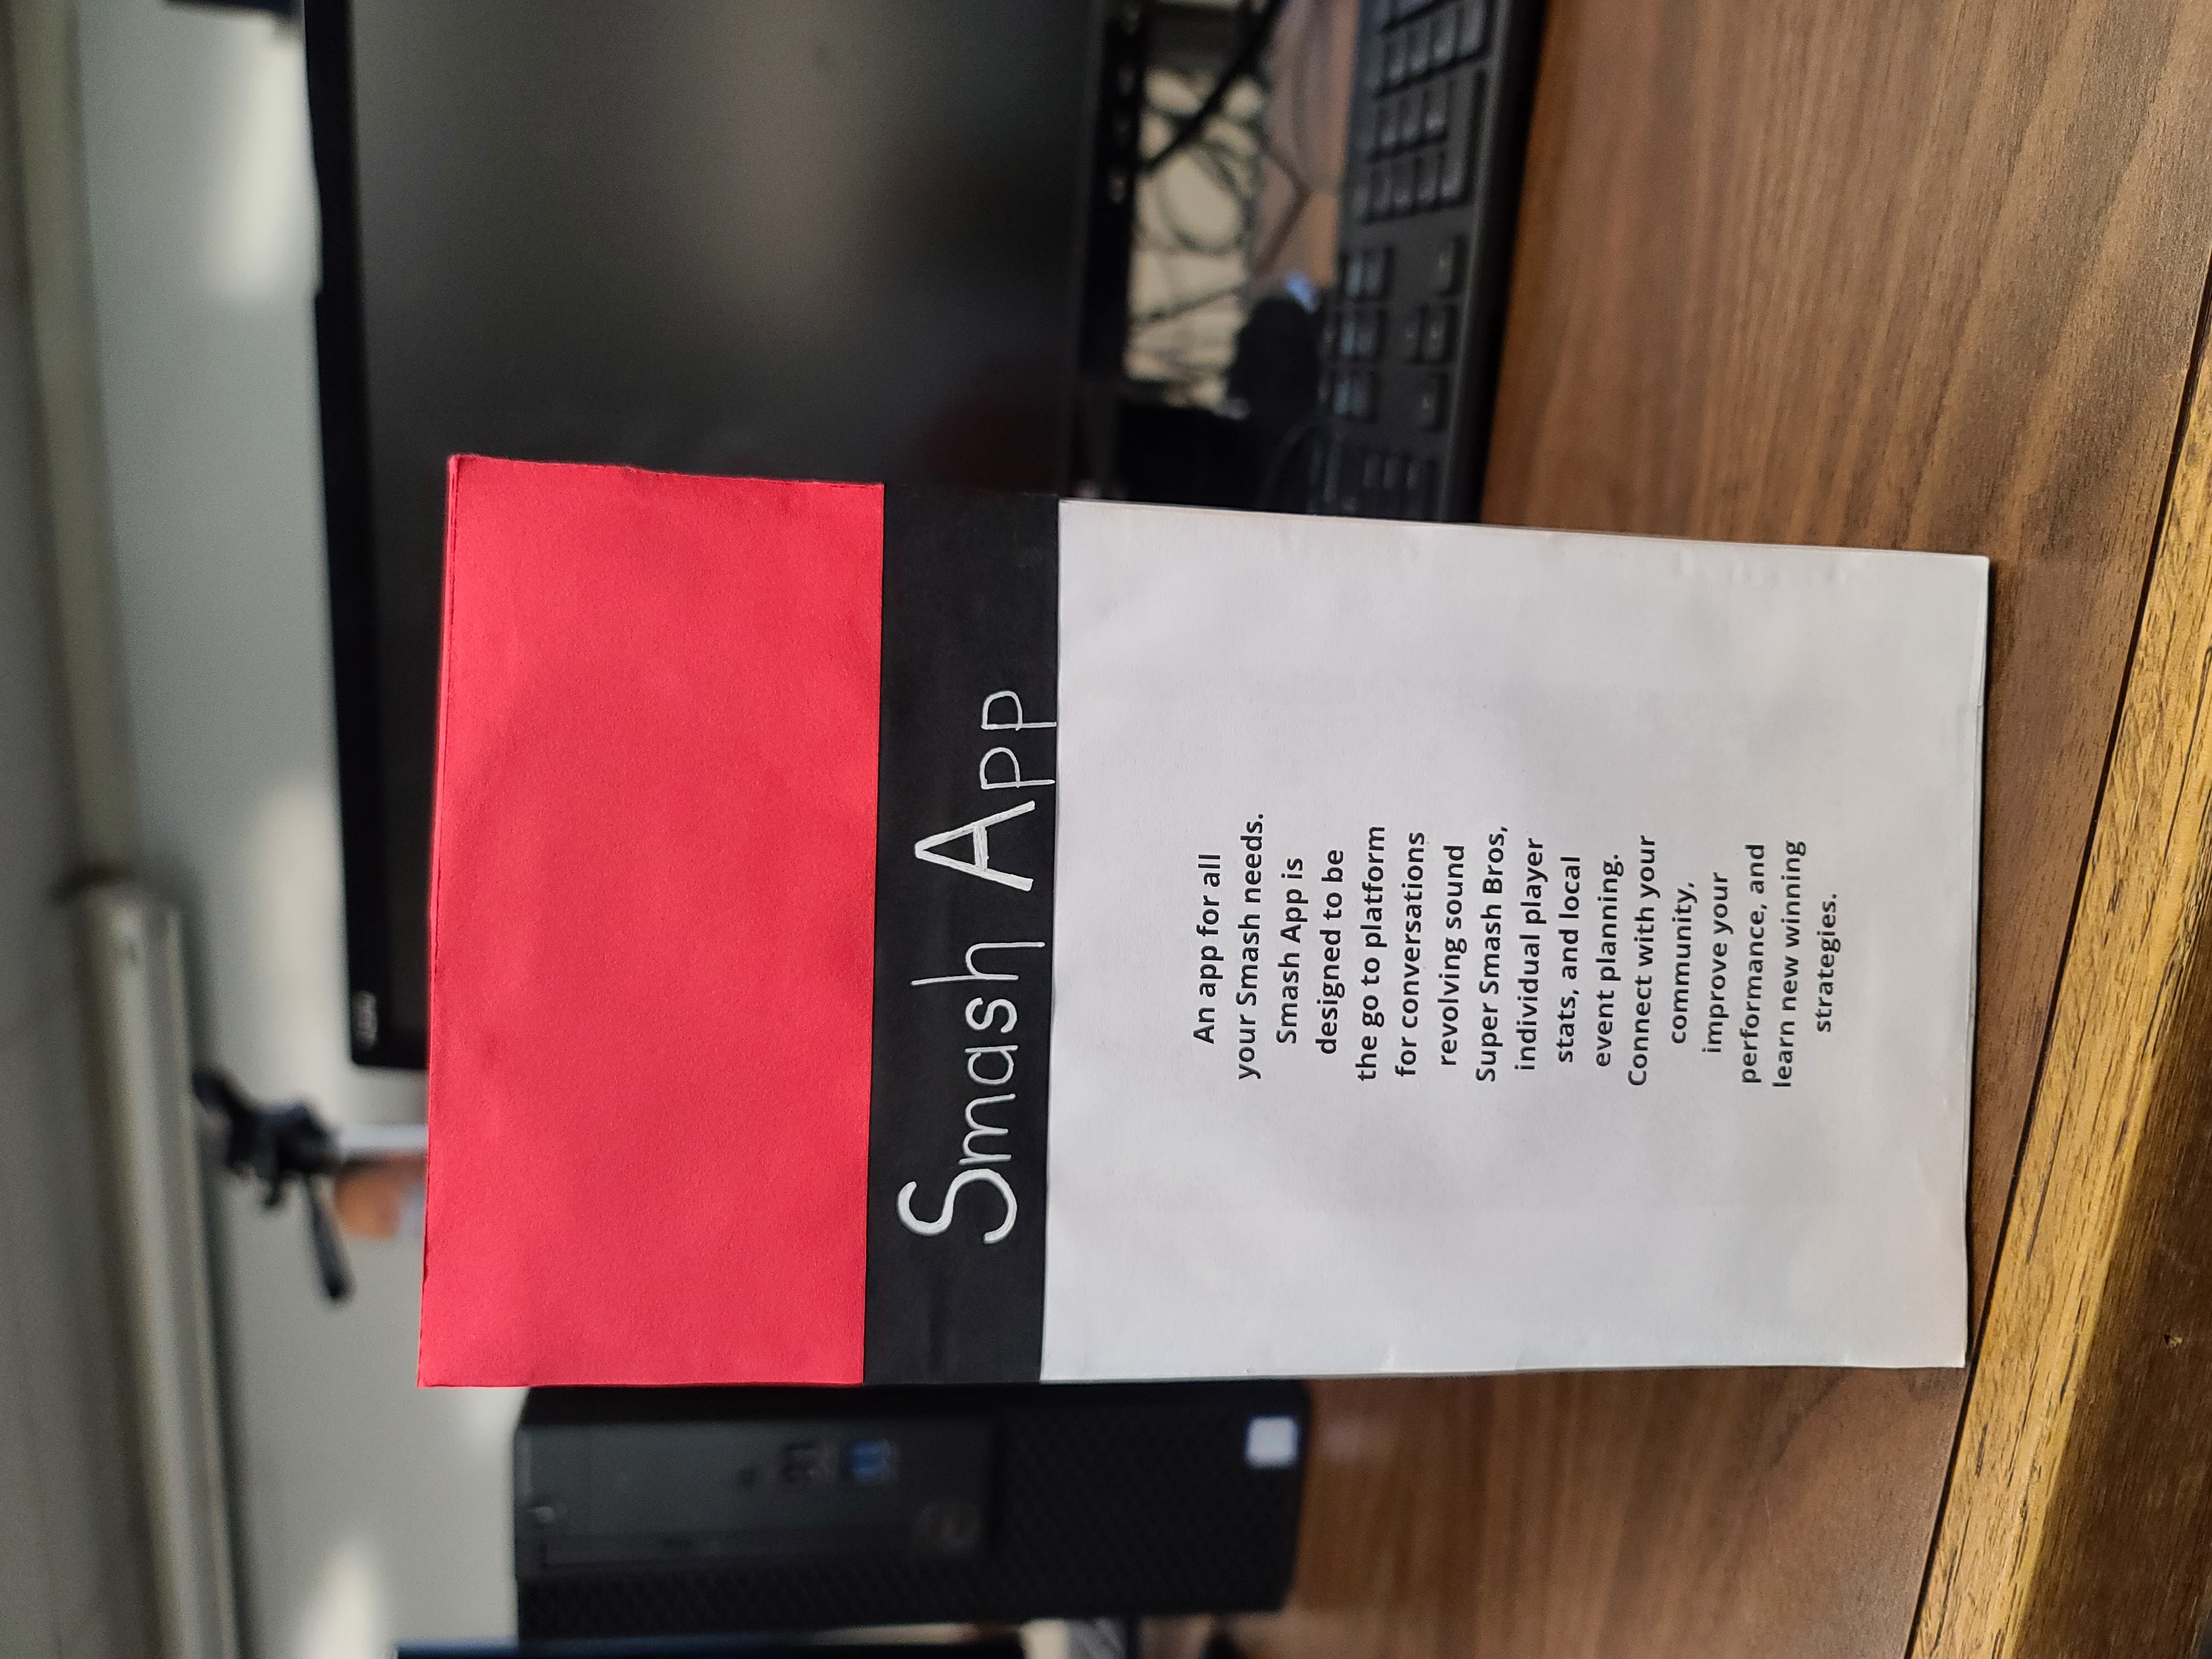 Smash App
An app for all
your Smash needs.
Smash App is
designed to be
the go to platform
for conversations
revolving sound
Super Smash Bros,
individual player
stats, and local
event planning.
Connect with your
community,
improve your
performance, and
learn new winning
strategies.